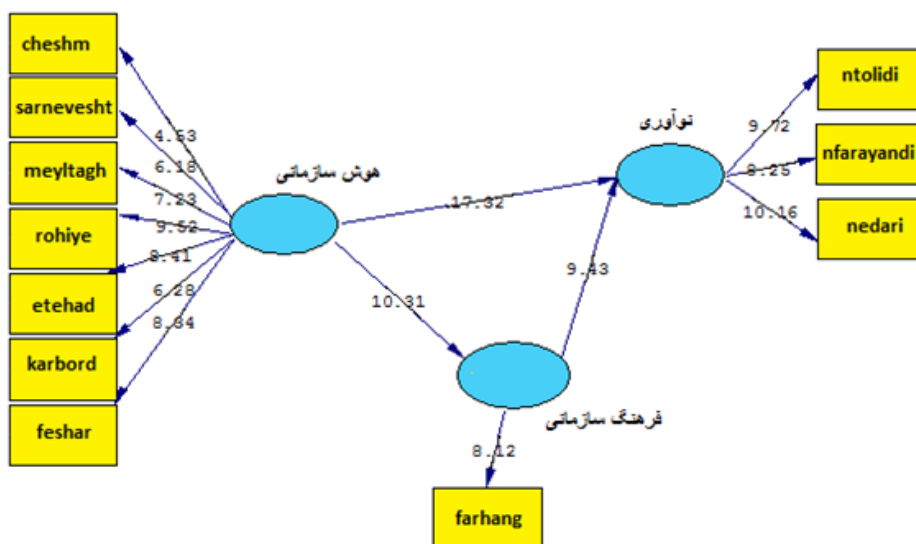 cheshm
sarnevesht
meyltagh
rohiye
etehad
karbord
feshar
4.53
6.18
7.23
9.52
8.41
6.28
8.84
هوش سازمانی
17.32
10.31
9.43
نوآوری
فرهنگ سازمانی
8.12
farhang
9.72
8.25
10.16
ntolidi
nfarayandi
nedari